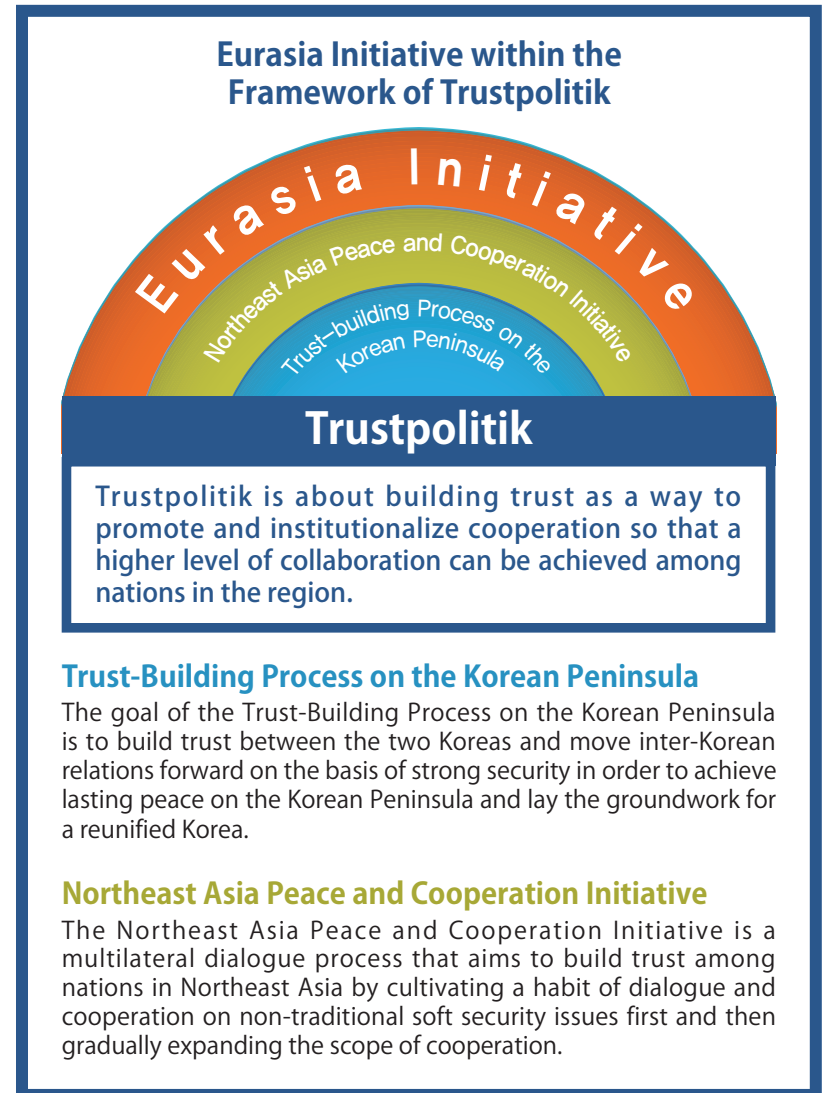 Eurasia Initiative within the
Framework of Trustpolitik
Eurasia Initiative
Northeast Asia Peace and Cooperation Initiative
Trust-building Process on the
Korean Peninsula
Trustpolitik
Trustpolitik is about building trust as a way to
promote and institutionalize cooperation so that a
higher level of collaboration can be achieved among
nations in the region.
Trust-Building Process on the Korean Peninsula
The goal of the Trust-Building Process on the Korean Peninsula
is to build trust between the two Koreas and move inter-Korean
relations forward on the basis of strong security in order to achieve
lasting peace on the Korean Peninsula and lay the groundwork for
a reunified Korea.
Northeast Asia Peace and Cooperation Initiative
The Northeast Asia Peace and Cooperation Initiative is a
multilateral dialogue process that aims to build trust among
nations in Northeast Asia by cultivating a habit of dialogue and
cooperation on non-traditional soft security issues first and then
gradually expanding the scope of cooperation.